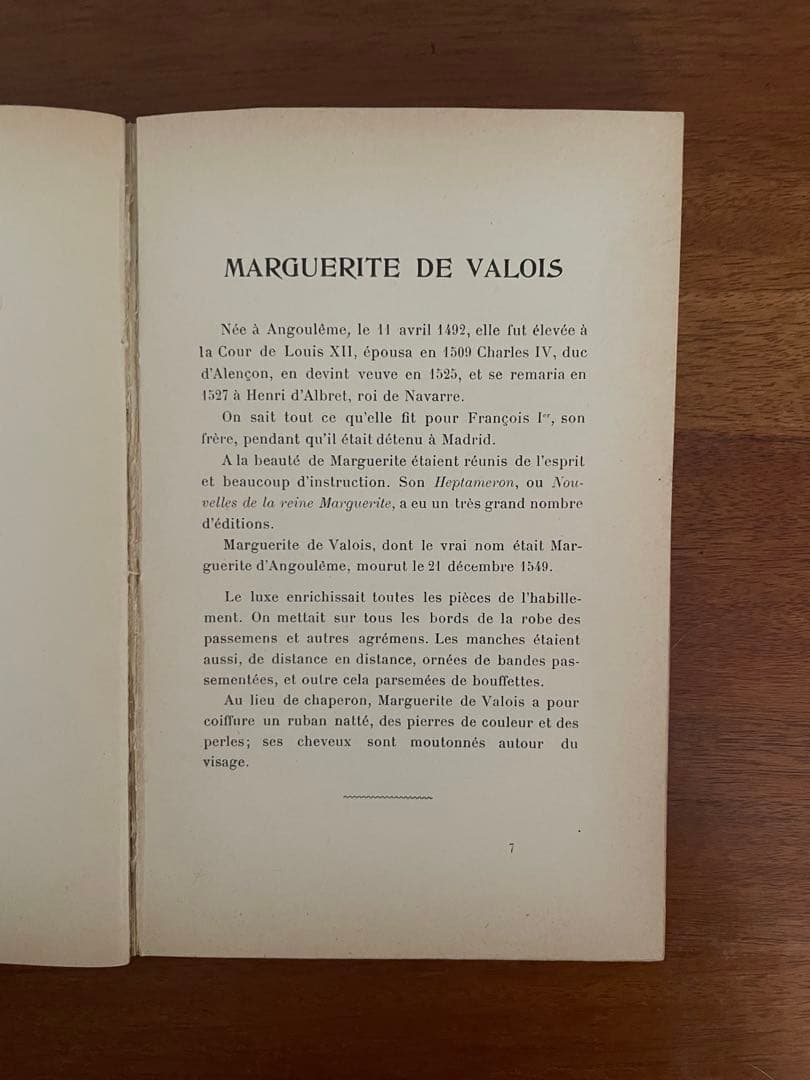 MARGUERITE DE VALOIS
Née à Angoulême, le 11 avril 1492, elle fut élevée à
la Cour de Louis XII, épousa en 1509 Charles IV, duc
d'Alençon, en devint veuve en 1525, et se remaria en
1527 à Henri d'Albret, roi de Navarre.
On sait tout ce qu'elle fit pour François Ier, son
frère, pendant qu'il était détenu à Madrid.
A la beauté de Marguerite étaient réunis de l'esprit
et beaucoup d'instruction. Son Heptameron, ou Nou-
velles de la reine Marguerite, a eu un très grand nombre
d'éditions.
Marguerite de Valois, dont le vrai nom était Mar-
guerite d'Angoulême, mourut le 21 décembre 1549.
Le luxe enrichissait toutes les pièces de l'habille-
ment. On mettait sur tous les bords de la robe des
passemens et autres agrémens. Les manches étaient
aussi, de distance en distance, ornées de bandes pas-
sementées, et outre cela parsemées de bouffettes.
Au lieu de chaperon, Marguerite de Valois a pour
coiffure un ruban natté, des pierres de couleur et des
perles; ses cheveux sont moutonnés autour du
visage.
7